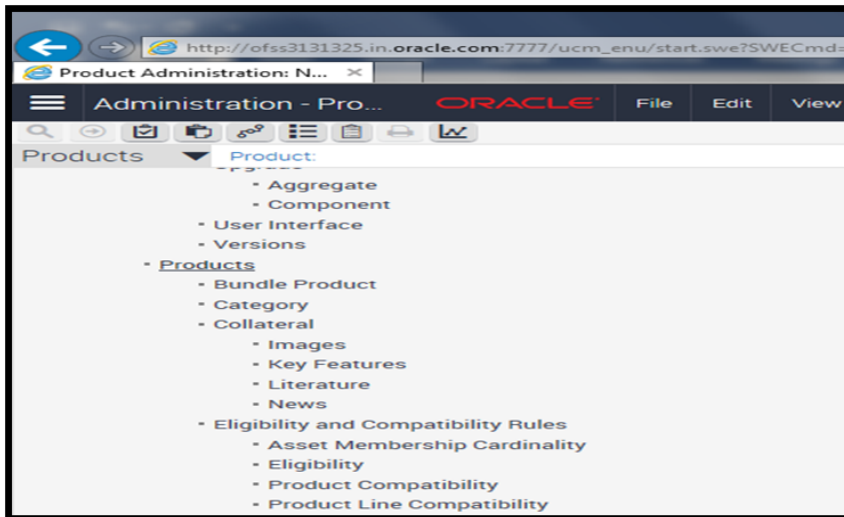 http://ofss3131325.in.oracle.com:7777/ucm_enu/start.swe?SWECmd=
Product Administration: N... ×
Administration - Pro... ORACLE File Edit View
Products Product:
Upgrade
- Aggregate
- Component
- User Interface
- Versions
- Products
- Bundle Product
- Category
- Collateral
- Images
- Key Features
- Literature
- News
- Eligibility and Compatibility Rules
- Asset Membership Cardinality
- Eligibility
- Product Compatibility
- Product Line Compatibility